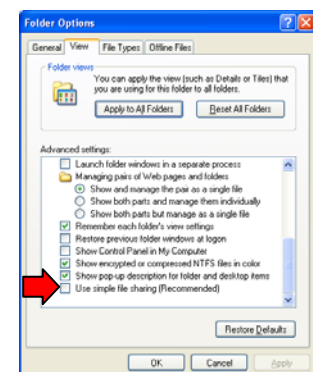 Folder Options
General View File Types Offline Files
Folder views
You can apply the view (such as Details or Tiles) that
you are using for this folder to all folders.
Apply to All Folders Reset All Folders
Advanced settings:
Launch folder windows in a separate process
Managing pairs of Web pages and folders
Show and manage the pair as a single file
Show both parts and manage them individually
Show both parts but manage as a single file
Remember each folder's view settings
Restore previous folder windows at logon
Show Control Panel in My Computer
Show encrypted or compressed NTFS files in color
Show pop-up description for folder and desktop items
Use simple file sharing (Recommended)
Restore Defaults
OK Cancel Apply